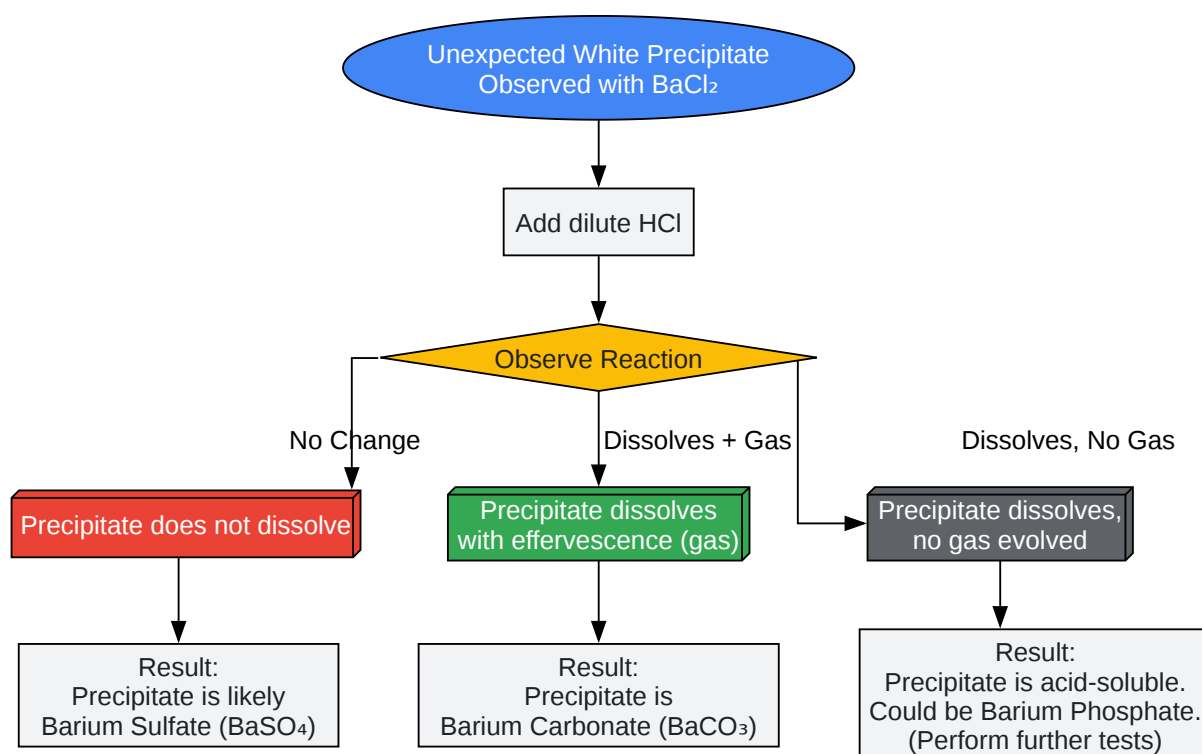 Unexpected White Precipitate
Observed with BaCl₂
Add dilute HCl
Observe Reaction
No Change
Dissolves + Gas
Dissolves, No Gas
Precipitate does not dissolve
Precipitate dissolves
with effervescence (gas)
Precipitate dissolves,
no gas evolved
Result:
Precipitate is likely
Barium Sulfate (BaSO₄)
Result:
Precipitate is
Barium Carbonate (BaCO₃)
Result:
Precipitate is acid-soluble.
Could be Barium Phosphate.
(Perform further tests)